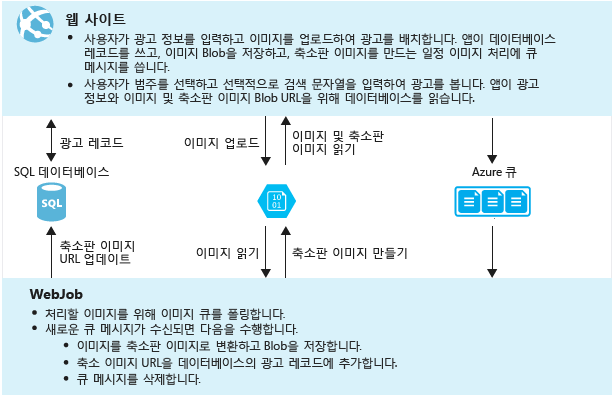 웹 사이트
• 사용자가 광고 정보를 입력하고 이미지를 업로드하여 광고를 배치합니다. 앱이 데이터베이스
레코드를 쓰고, 이미지 Blob을 저장하고, 축소판 이미지를 만드는 일정 이미지 처리에 큐
메시지를 씁니다.
• 사용자가 범주를 선택하고 선택적으로 검색 문자열을 입력하여 광고를 봅니다. 앱이 광고
정보와 이미지 및 축소판 이미지 Blob URL을 위해 데이터베이스를 읽습니다.
광고 레코드
이미지 업로드
이미지 및 축소판
이미지 읽기
SQL 데이터베이스
Azure 큐
SQL
10
01
축소판 이미지
URL 업데이트
이미지 읽기
축소판 이미지 만들기
WebJob
• 처리할 이미지를 위해 이미지 큐를 폴링합니다.
• 새로운 큐 메시지가 수신되면 다음을 수행합니다.
• 이미지를 축소판 이미지로 변환하고 Blob을 저장합니다.
• 축소 이미지 URL을 데이터베이스의 광고 레코드에 추가합니다.
• 큐 메시지를 삭제합니다.